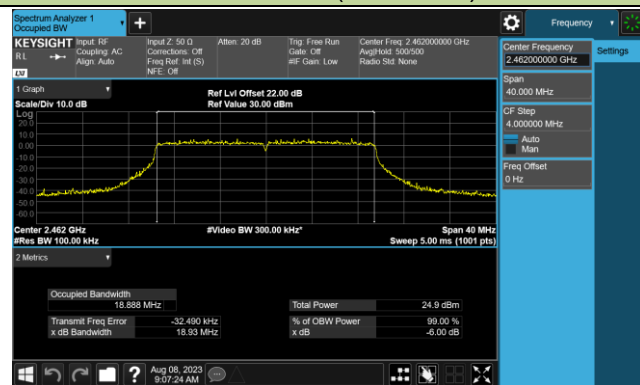 Spectrum Analyzer 1
Occupied BW
Frequency
KEYSIGHT
RL
LXI
Input: RF
Coupling: AC
Align: Auto
Input Z: 50 Ω
Corrections: Off
Freq Ref: Int (S)
NFE: Off
Atten: 20 dB
Trig: Free Run
Gate: Off
#IF Gain: Low
Center Freq: 2.462000000 GHz
Avg|Hold: 500/500
Radio Std: None
Center Frequency
2.462000000 GHz
Settings
Span
40.000 MHz
CF Step
4.000000 MHz
Auto
Man
Freq Offset
0 Hz
1 Graph
Scale/Div 10.0 dB
Ref Lvl Offset 22.00 dB
Ref Value 30.00 dBm
Log
20.0
10.0
0.00
-10.0
-20.0
-30.0
-40.0
-50.0
-60.0
Center 2.462 GHz
#Video BW 300.00 kHz*
Span 40 MHz
#Res BW 100.00 kHz
Sweep 5.00 ms (1001 pts)
2 Metrics
Occupied Bandwidth
18.888 MHz
Total Power 24.9 dBm
Transmit Freq Error -32.490 kHz
% of OBW Power 99.00 %
x dB Bandwidth 18.93 MHz
x dB -6.00 dB
?
Aug 08, 2023
9:07:24 AM